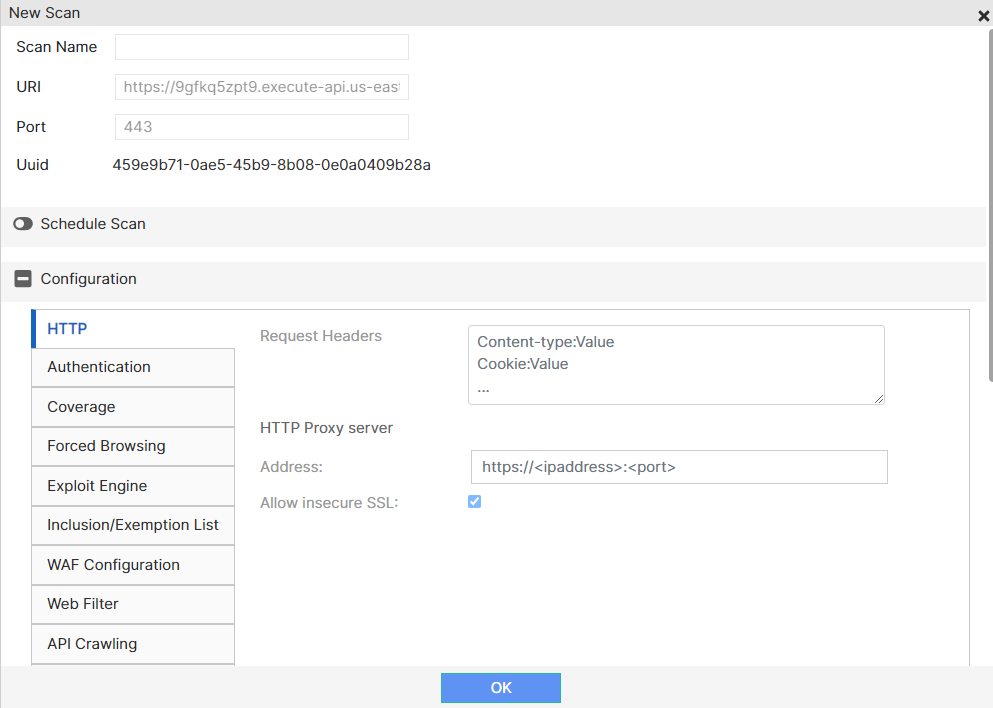 New Scan
Scan Name
URI https://9gfkq5zpt9.execute-api.us-east
Port 443
Uuid 459e9b71-0ae5-45b9-8b08-0e0a0409b28a
Schedule Scan
Configuration
HTTP
Authentication
Coverage
Forced Browsing
Exploit Engine
Inclusion/Exemption List
WAF Configuration
Web Filter
API Crawling
Request Headers
Content-type:Value
Cookie:Value
...
HTTP Proxy server
Address: https://<ipaddress>:<port>
Allow insecure SSL:
OK